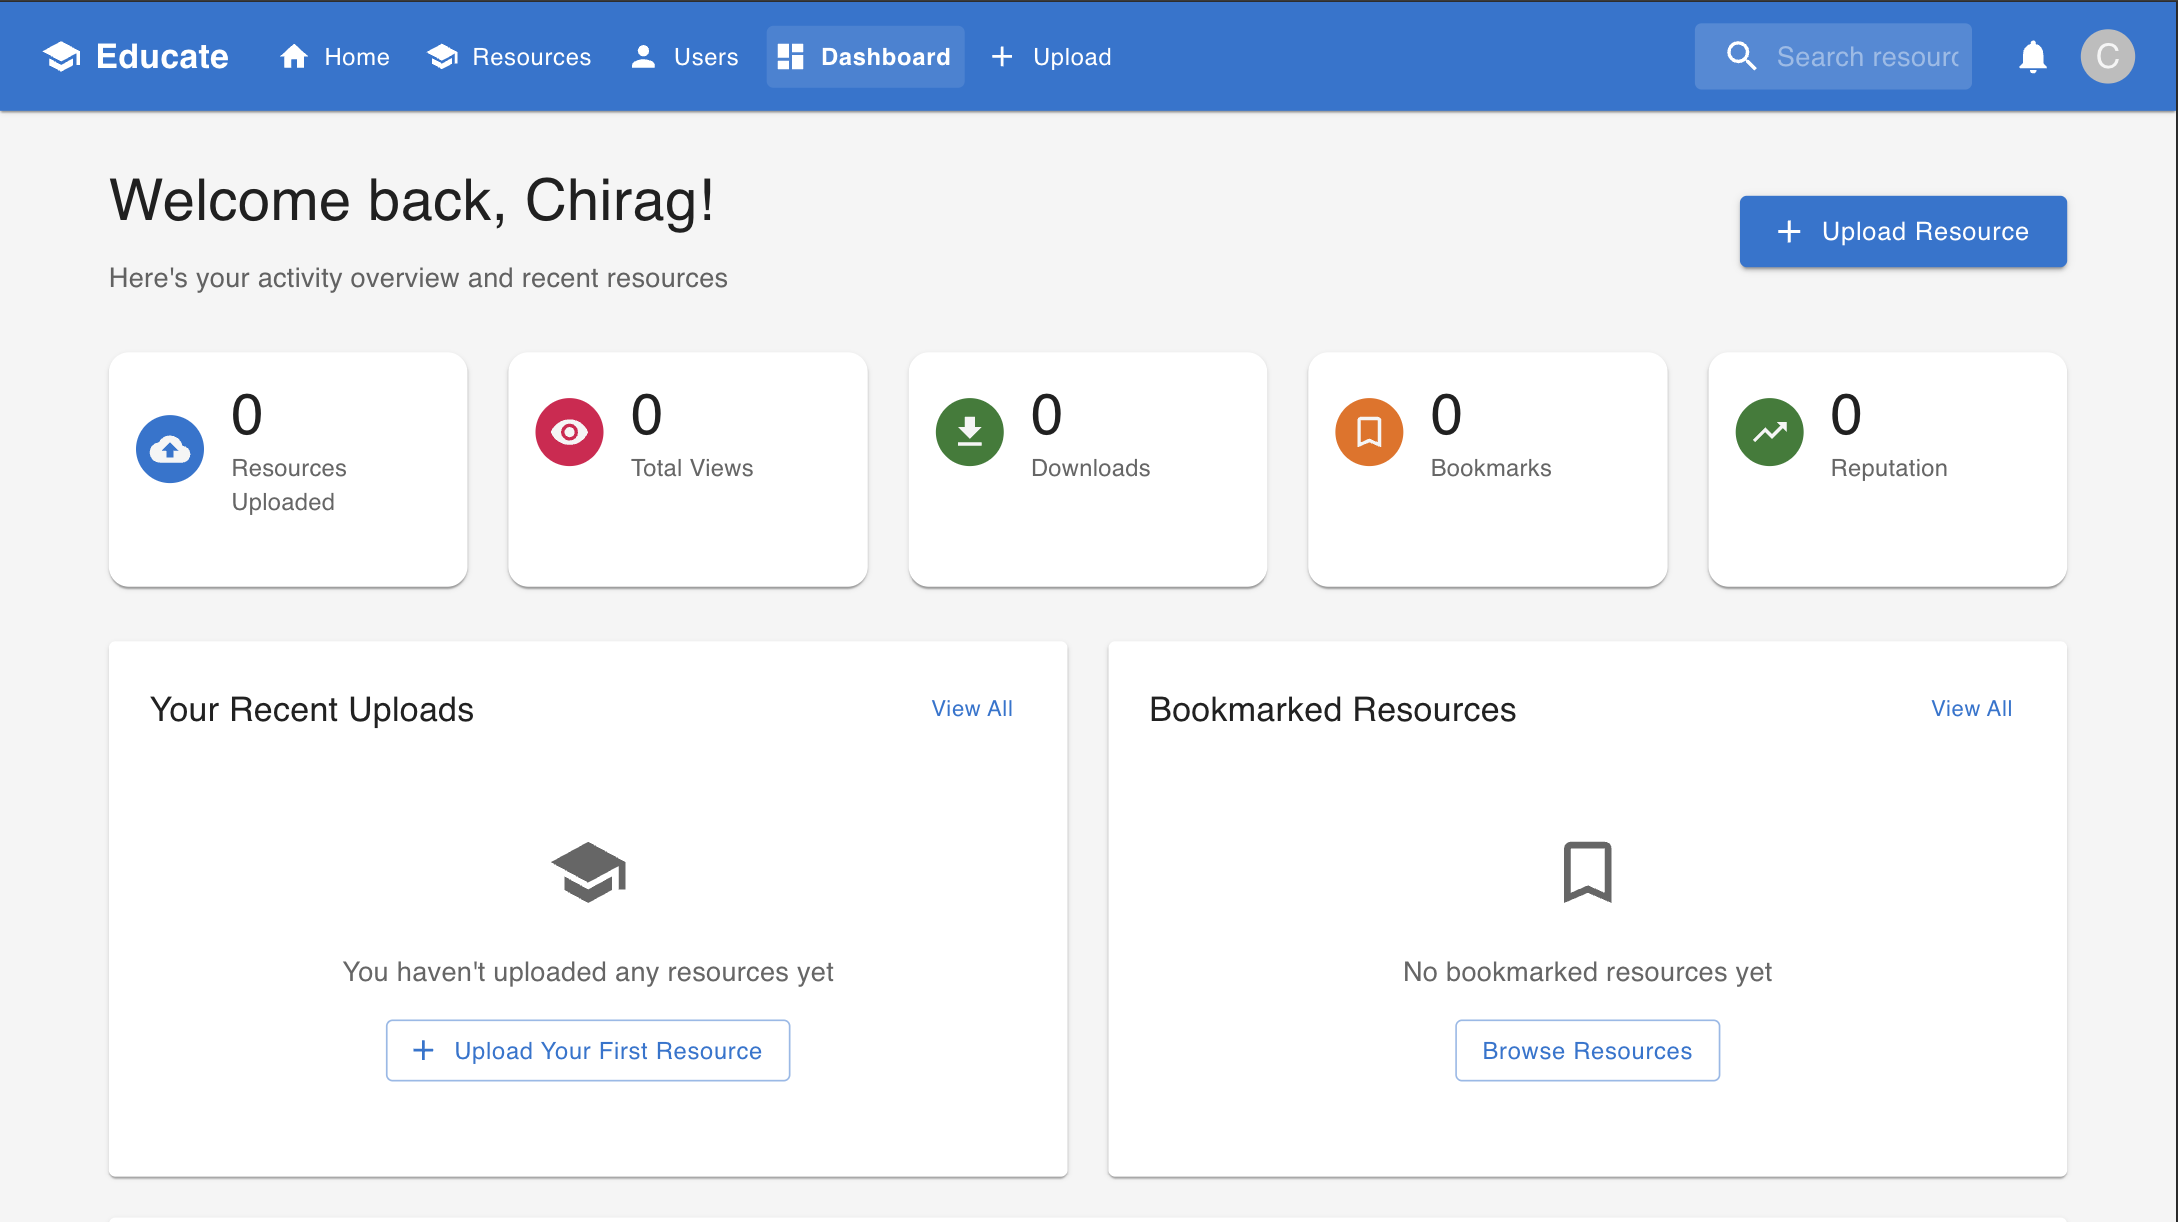 Educate
Home
Resources
Users
Dashboard
Upload
Search resourc
C
Welcome back, Chirag!
Here's your activity overview and recent resources
Upload Resource
0
Resources
Uploaded
0
Total Views
0
Downloads
0
Bookmarks
0
Reputation
Your Recent Uploads
View All
You haven't uploaded any resources yet
Upload Your First Resource
Bookmarked Resources
View All
No bookmarked resources yet
Browse Resources